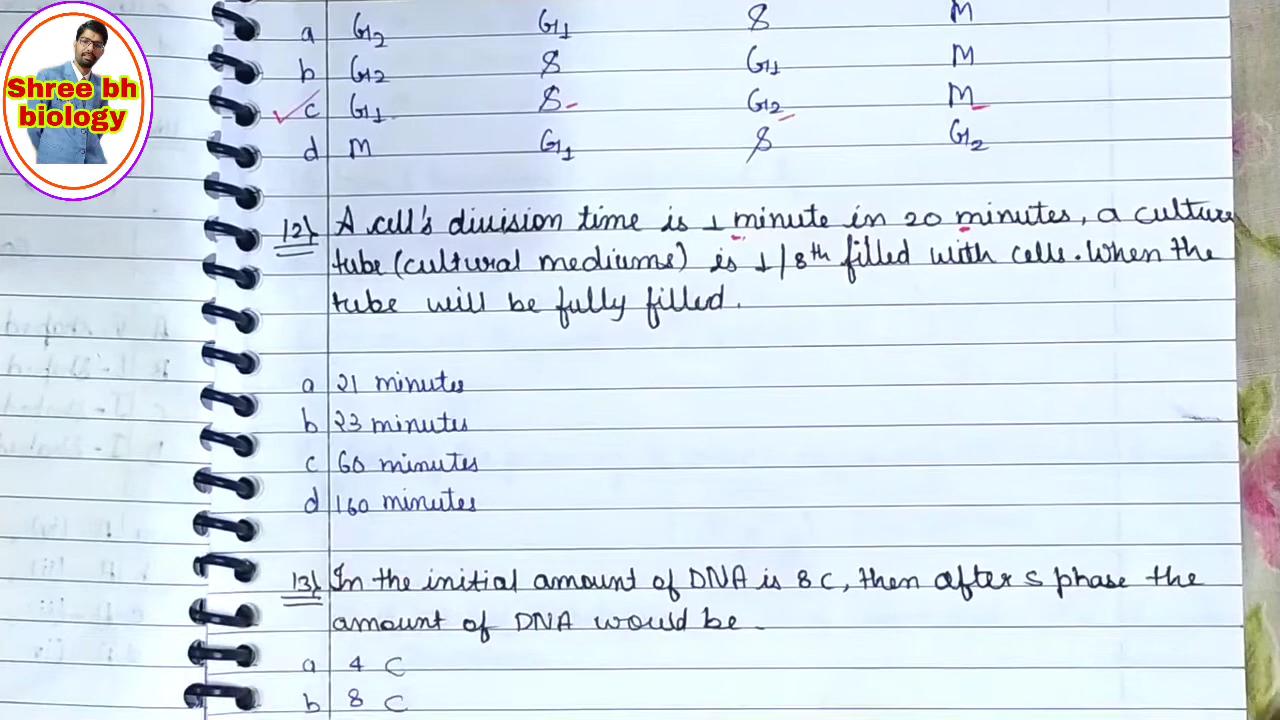 Shree bh
biology
a G₂ G₁ S M
b G₂ S G₁ M
c G₁ S G₂ M
d M G₁ S G₂
12} A cell's division time is 1 minute in 20 minutes, a culture
tube (cultural mediums) is 1/8th filled with cells. When the
tube will be fully filled.
a 21 minutes
b 23 minutes
c 60 minutes
d 160 minutes
13} In the initial amount of DNA is 8C, then after S phase the
amount of DNA would be
a 4 C
b 8 C